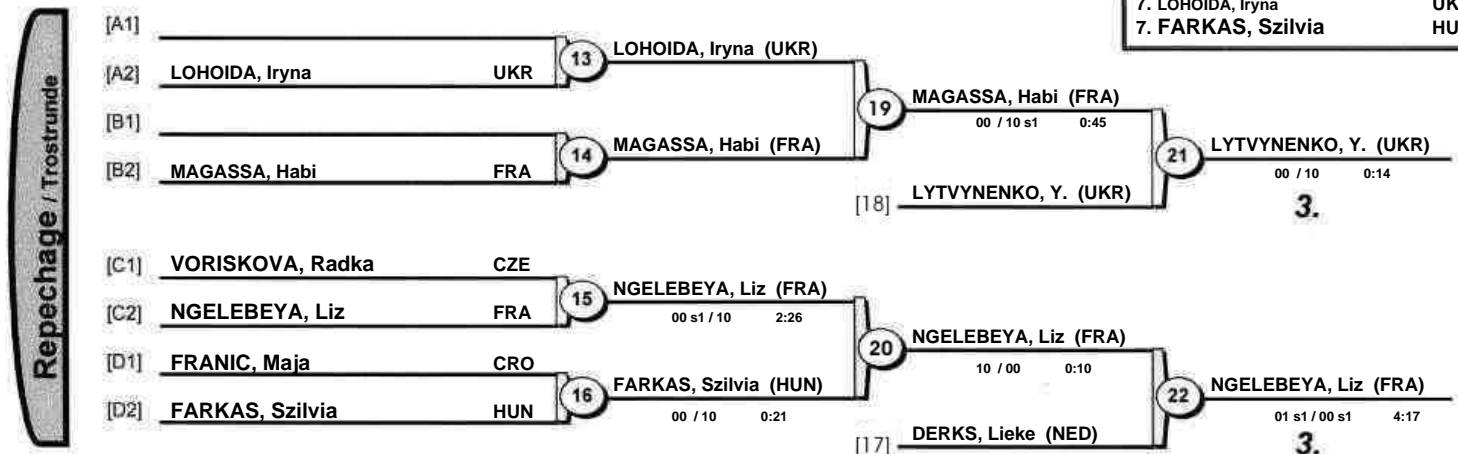 7. LOHOIDA, Iryna UK
7. FARKAS, Szilvia HU
Repechage / Trostrunde
[A1]
[A2] LOHOIDA, Iryna UKR
13
LOHOIDA, Iryna (UKR)
[B1]
[B2] MAGASSA, Habi FRA
14
MAGASSA, Habi (FRA)
19
MAGASSA, Habi (FRA)
00 / 10 s1 0:45
[18] LYTVYNENKO, Y. (UKR)
21
LYTVYNENKO, Y. (UKR)
00 / 10 0:14
3.
[C1] VORISKOVA, Radka CZE
[C2] NGELEBEYA, Liz FRA
15
NGELEBEYA, Liz (FRA)
00 s1 / 10 2:26
[D1] FRANIC, Maja CRO
[D2] FARKAS, Szilvia HUN
16
FARKAS, Szilvia (HUN)
00 / 10 0:21
20
NGELEBEYA, Liz (FRA)
10 / 00 0:10
[17] DERKS, Lieke (NED)
22
NGELEBEYA, Liz (FRA)
01 s1 / 00 s1 4:17
3.